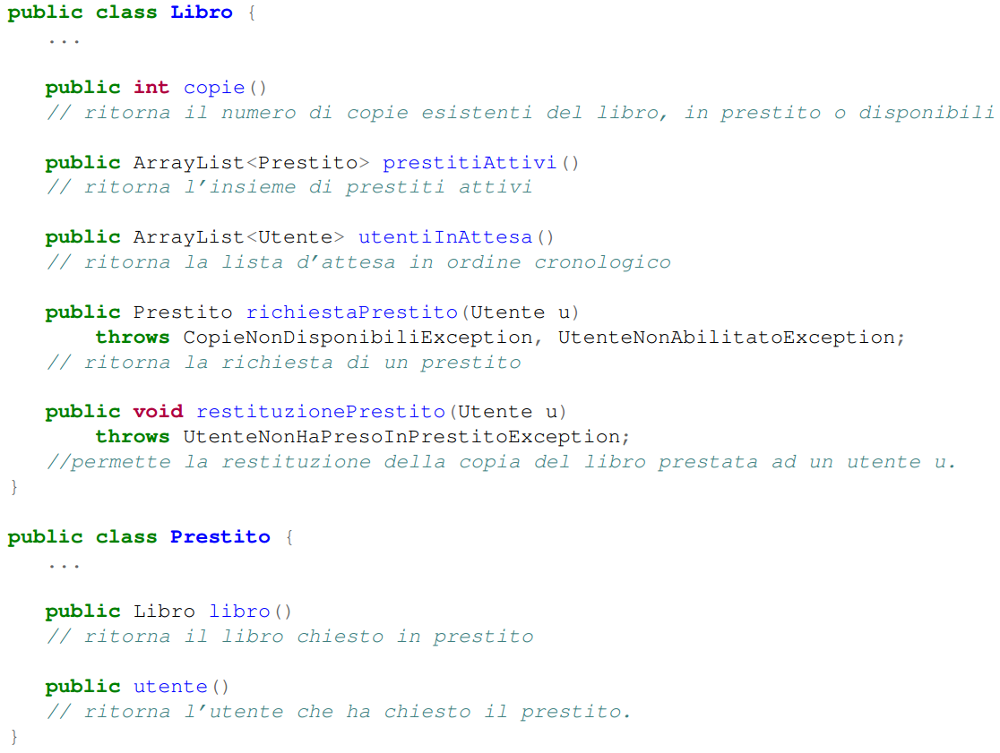 public class Libro {
...
public int copie()
// ritorna il numero di copie esistenti del libro, in prestito o disponibili
public ArrayList<Prestito> prestitiAttivi()
// ritorna l’insieme di prestiti attivi
public ArrayList<Utente> utentiInAttesa()
// ritorna la lista d’attesa in ordine cronologico
public Prestito richiestaPrestito(Utente u)
throws CopieNonDisponibiliException, UtenteNonAbilitatoException;
// ritorna la richiesta di un prestito
public void restituzionePrestito(Utente u)
throws UtenteNonHaPresoInPrestitoException;
//permette la restituzione della copia del libro prestata ad un utente u.
}
public class Prestito {
...
public Libro libro()
// ritorna il libro chiesto in prestito
public utente()
// ritorna l’utente che ha chiesto il prestito.
}